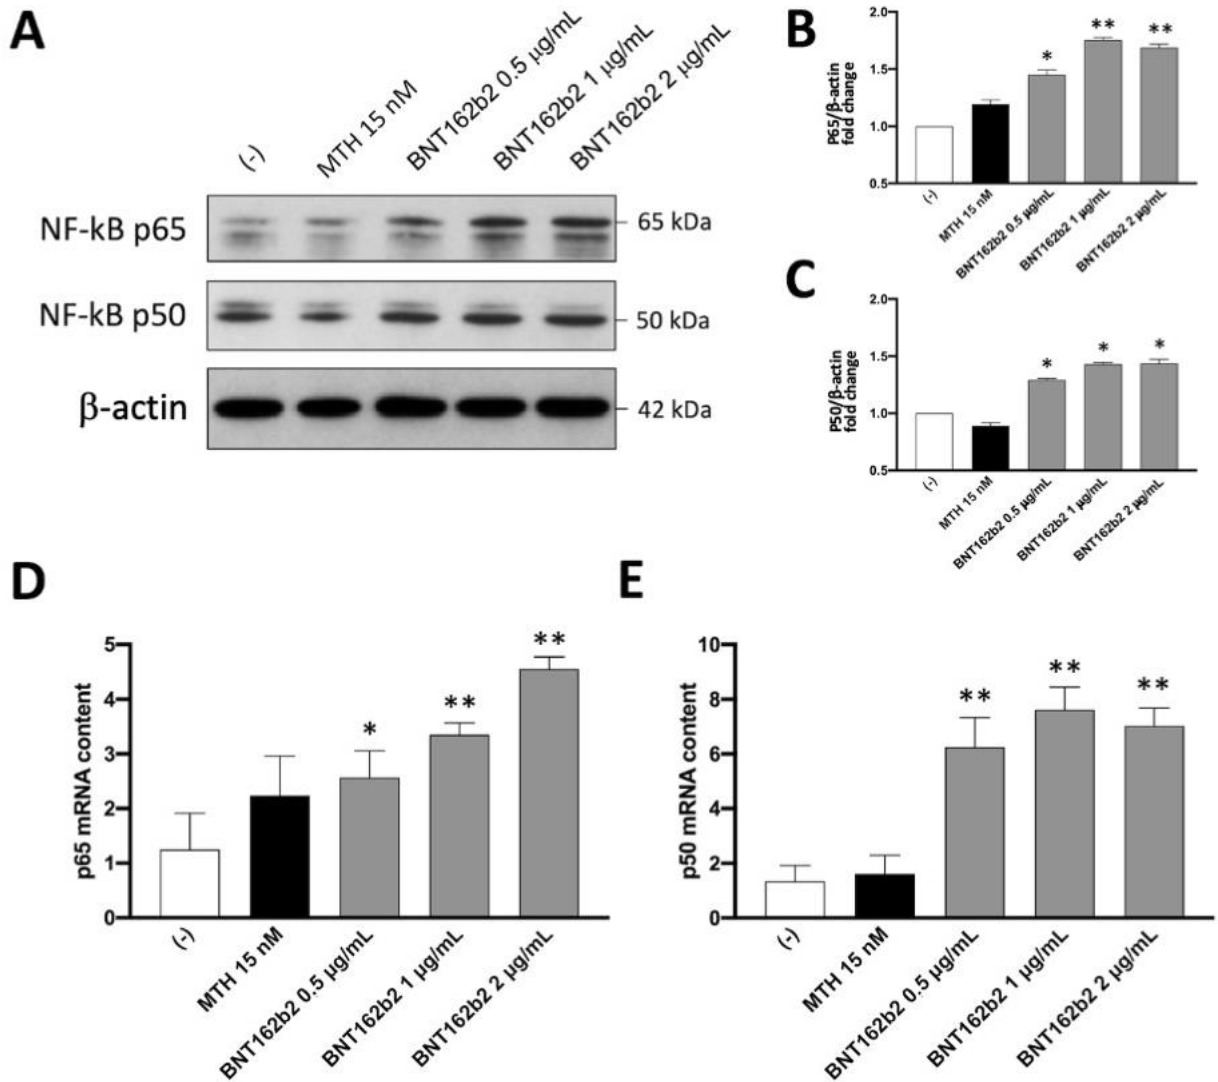 A
(-)
MTH 15 nM
BNT162b2 0.5 µg/mL
BNT162b2 1 µg/mL
BNT162b2 2 µg/mL
NF-kB p65
65 kDa
NF-kB p50
50 kDa
β-actin
42 kDa
B
P65/β-actin
fold change
2.0
1.5
1.0
0.5
*
**
**
(-)
MTH 15 nM
BNT162b2 0.5 µg/mL
BNT162b2 1 µg/mL
BNT162b2 2 µg/mL
C
P50/β-actin
fold change
2.0
1.5
1.0
0.5
*
*
*
(-)
MTH 15 nM
BNT162b2 0.5 µg/mL
BNT162b2 1 µg/mL
BNT162b2 2 µg/mL
D
p65 mRNA content
5
4
3
2
1
0
*
**
**
(-)
MTH 15 nM
BNT162b2 0.5 µg/mL
BNT162b2 1 µg/mL
BNT162b2 2 µg/mL
E
p50 mRNA content
10
8
6
4
2
0
**
**
**
(-)
MTH 15 nM
BNT162b2 0.5 µg/mL
BNT162b2 1 µg/mL
BNT162b2 2 µg/mL